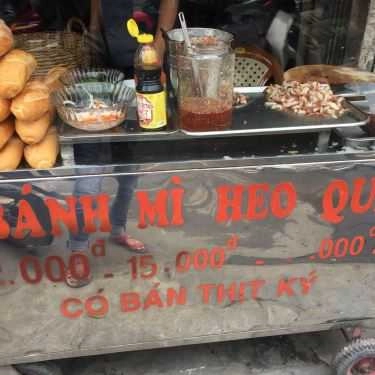 BÁNH MÌ HEO QU
.000đ - 15.000đ - .000đ
CÓ BÁN THỊT KÝ